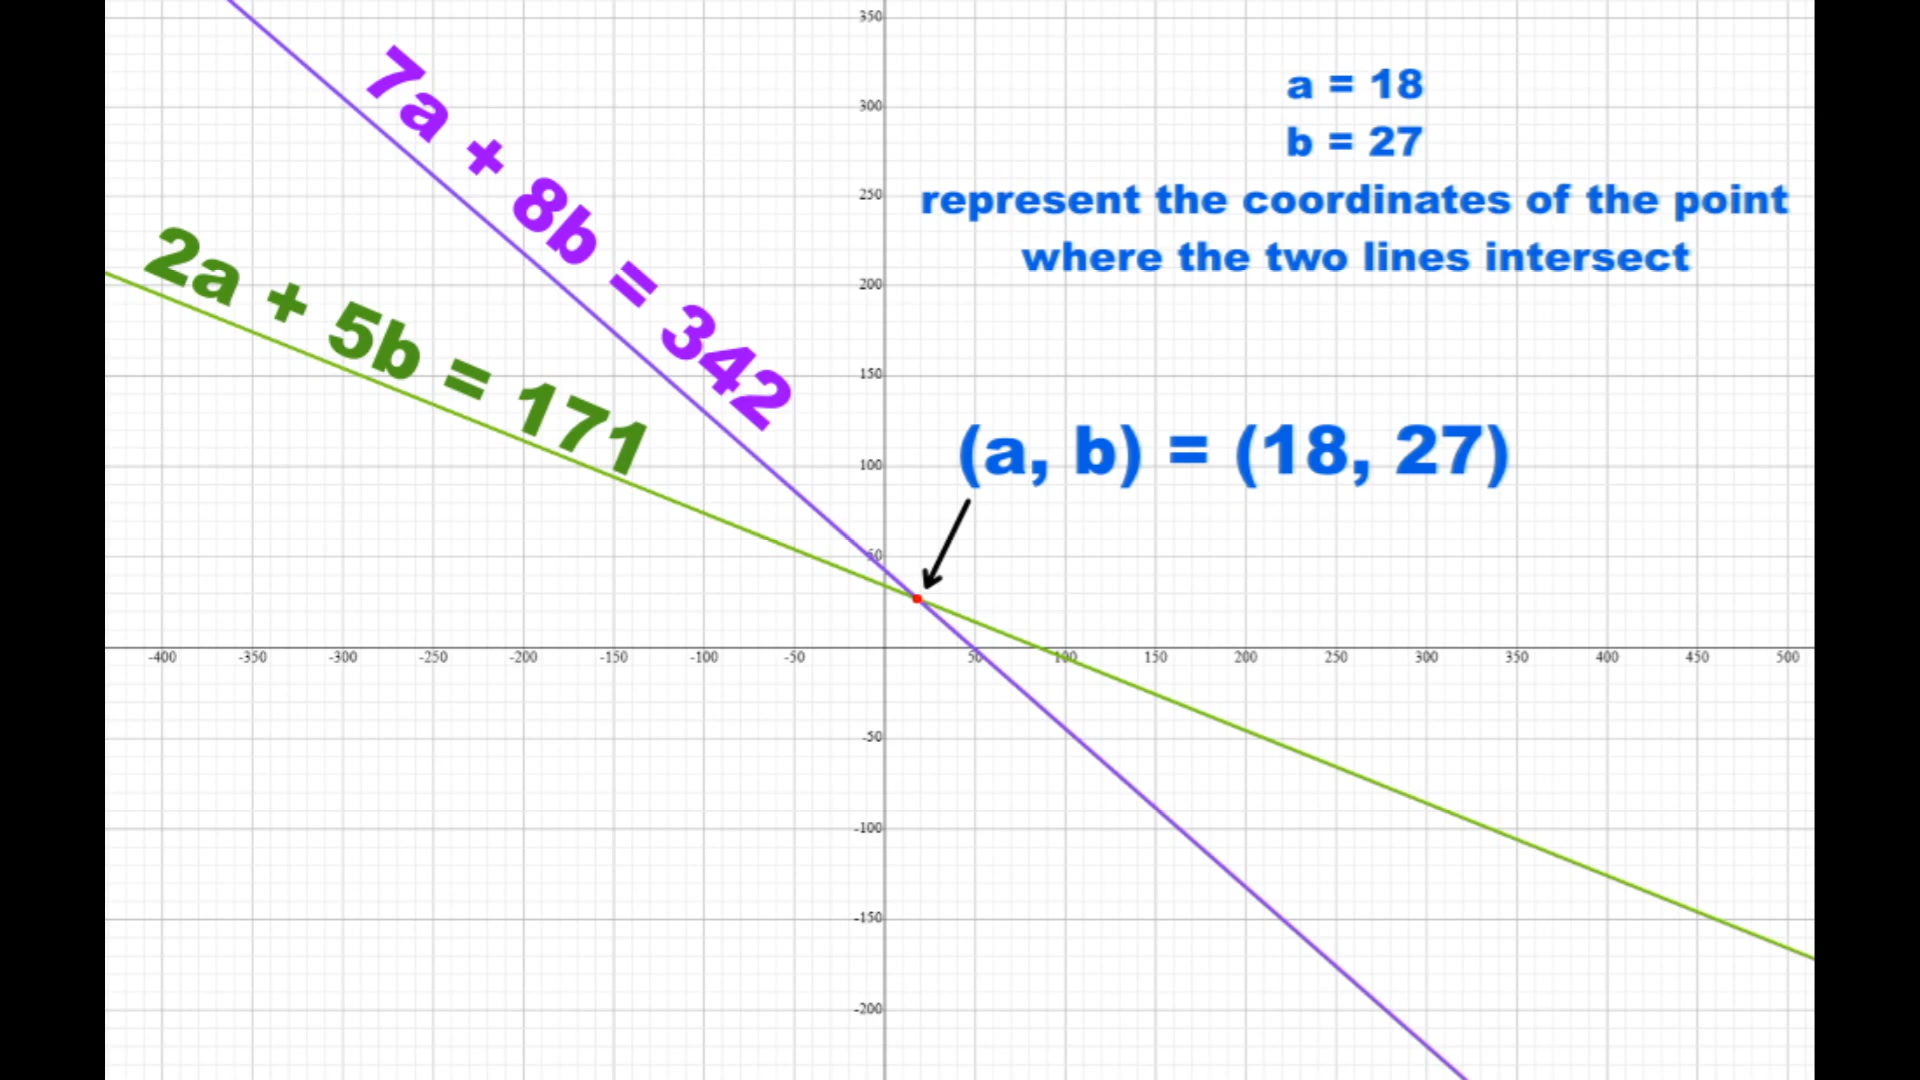 7a + 8b = 342
2a + 5b = 171
a = 18
b = 27
represent the coordinates of the point
where the two lines intersect
(a, b) = (18, 27)
350
300
250
200
150
100
50
-50
-100
-150
-200
-400 -350 -300 -250 -200 -150 -100 -50 50 100 150 200 250 300 350 400 450 500